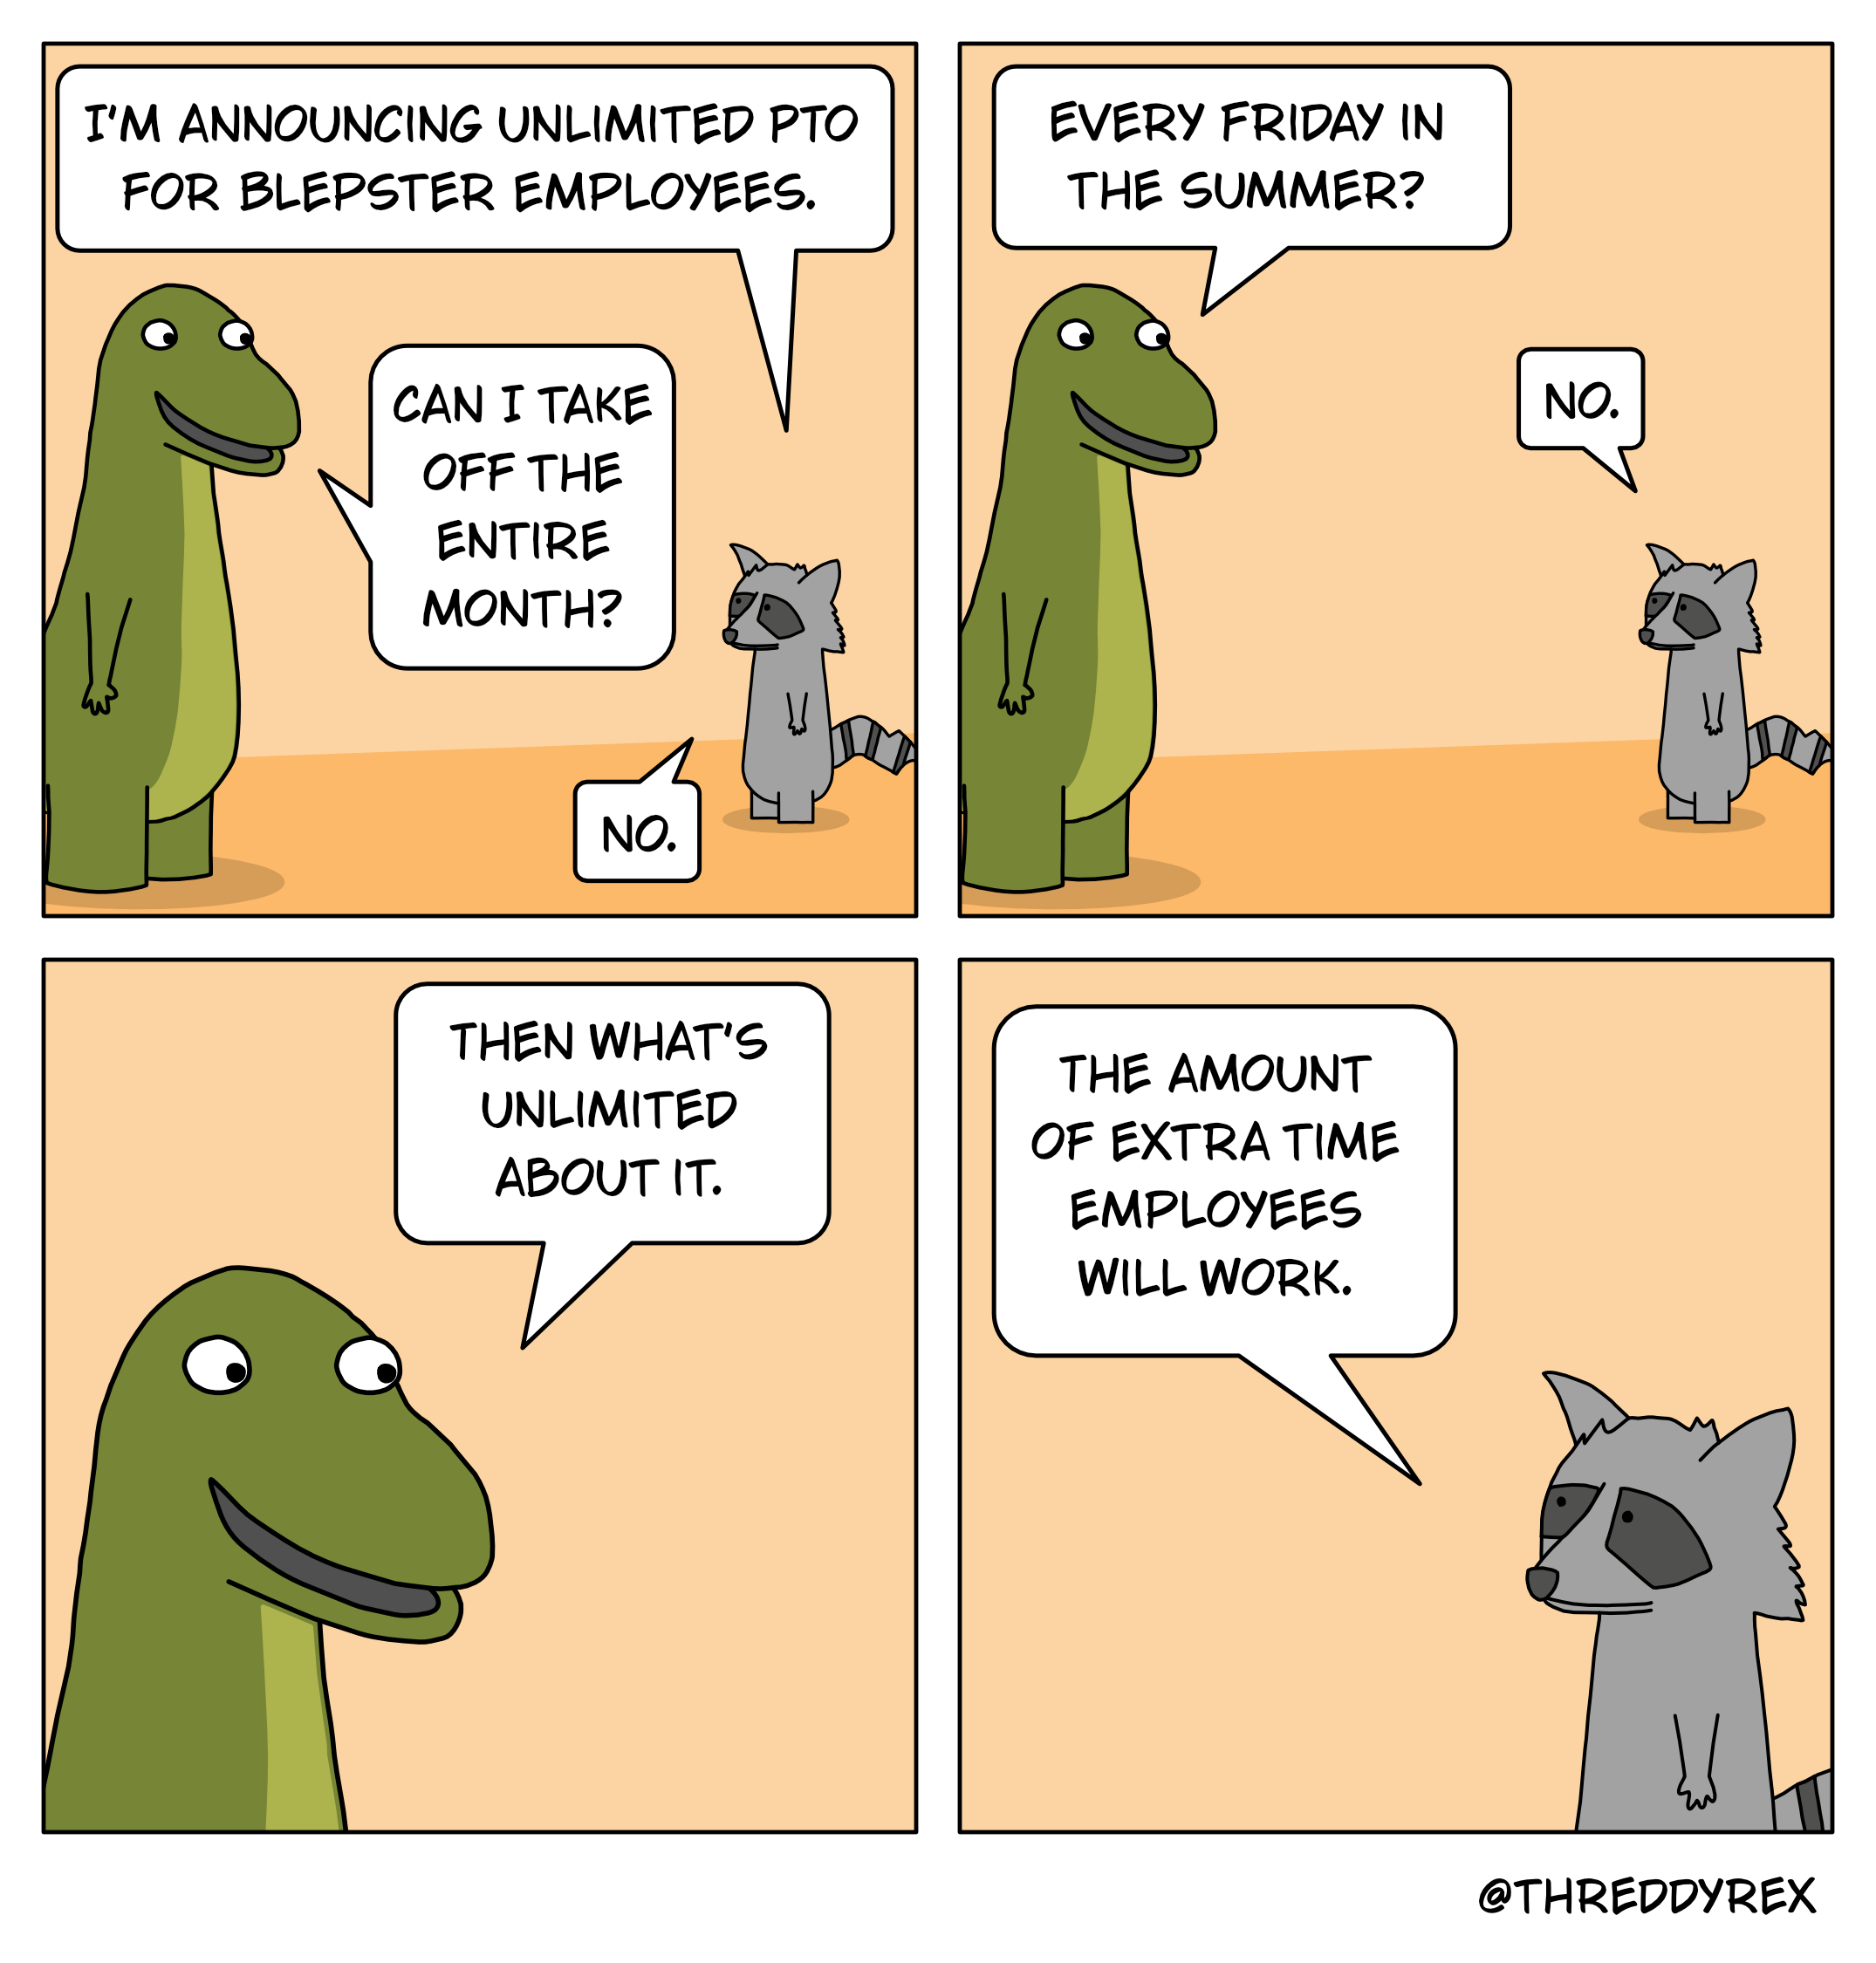 I'M ANNOUNCING UNLIMITED PTO
FOR BLEPSTER EMPLOYEES.
CAN I TAKE
OFF THE
ENTIRE
MONTH?
NO.
EVERY FRIDAY IN
THE SUMMER?
NO.
THEN WHAT'S
UNLIMITED
ABOUT IT.
THE AMOUNT
OF EXTRA TIME
EMPLOYEES
WILL WORK.
@THREDDYREX